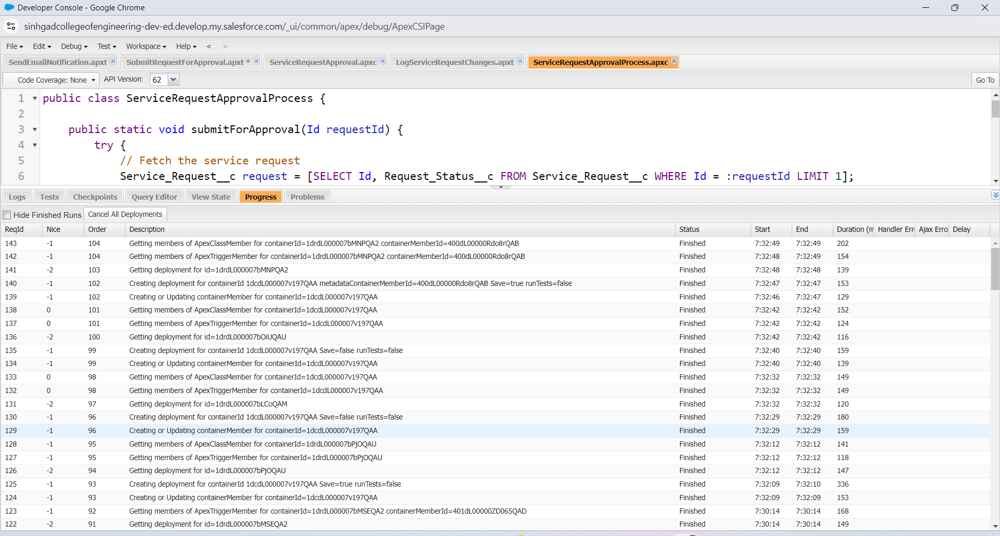 Developer Console - Google Chrome
sinhgadcollegeofengineering-dev-ed.develop.my.salesforce.com/_ui/common/apex/debug/ApexCSIPage
File Edit Debug Test Workspace Help < >
SendEmailNotification.apxt SubmitRequestForApproval.apxt * ServiceRequestApproval.apxc LogServiceRequestChanges.apxt ServiceRequestApprovalProcess.apxc
Code Coverage: None API Version: 62 Go To
1 public class ServiceRequestApprovalProcess {
2
3 public static void submitForApproval(Id requestId) {
4 try {
5 // Fetch the service request
6 Service_Request__c request = [SELECT Id, Request_Status__c FROM Service_Request__c WHERE Id = :requestId LIMIT 1];
Logs Tests Checkpoints Query Editor View State Progress Problems
Hide Finished Runs Cancel All Deployments
ReqId Nice Order Description Status Start End Duration (m Handler Erro Ajax Erro Delay
143 -1 104 Getting members of ApexClassMember for containerId=1drdL000007bMNPQA2 containerMemberId=400dL00000Rdo8rQAB Finished 7:32:49 7:32:49 202
142 -1 104 Getting members of ApexTriggerMember for containerId=1drdL000007bMNPQA2 containerMemberId=400dL00000Rdo8rQAB Finished 7:32:48 7:32:49 154
141 -2 103 Getting deployment for id=1drdL000007bMNPQA2 Finished 7:32:48 7:32:48 139
140 -1 102 Creating deployment for containerId 1dcdL000007v197QAA metadataContainerMemberId=400dL00000Rdo8rQAB Save=true runTests=false Finished 7:32:47 7:32:47 153
139 -1 102 Creating or Updating containerMember for containerId=1dcdL000007v197QAA Finished 7:32:46 7:32:47 129
138 0 101 Getting members of ApexClassMember for containerId=1dcdL000007v197QAA Finished 7:32:42 7:32:42 152
137 0 101 Getting members of ApexTriggerMember for containerId=1dcdL000007v197QAA Finished 7:32:42 7:32:42 124
136 -2 100 Getting deployment for id=1drdL000007bOiUQAU Finished 7:32:42 7:32:42 116
135 -1 99 Creating deployment for containerId 1dcdL000007v197QAA Save=false runTests=false Finished 7:32:40 7:32:40 159
134 -1 99 Creating or Updating containerMember for containerId=1dcdL000007v197QAA Finished 7:32:40 7:32:40 139
133 0 98 Getting members of ApexClassMember for containerId=1dcdL000007v197QAA Finished 7:32:32 7:32:32 149
132 0 98 Getting members of ApexTriggerMember for containerId=1dcdL000007v197QAA Finished 7:32:32 7:32:32 149
131 -2 97 Getting deployment for id=1drdL000007bLCoQAM Finished 7:32:32 7:32:32 120
130 -1 96 Creating deployment for containerId 1dcdL000007v197QAA Save=false runTests=false Finished 7:32:29 7:32:29 180
129 -1 96 Creating or Updating containerMember for containerId=1dcdL000007v197QAA Finished 7:32:29 7:32:29 159
128 -1 95 Getting members of ApexClassMember for containerId=1drdL000007bPjOQAU Finished 7:32:12 7:32:12 141
127 -1 95 Getting members of ApexTriggerMember for containerId=1drdL000007bPjOQAU Finished 7:32:12 7:32:12 118
126 -2 94 Getting deployment for id=1drdL000007bPjOQAU Finished 7:32:12 7:32:12 147
125 -1 93 Creating deployment for containerId 1dcdL000007v197QAA Save=true runTests=false Finished 7:32:09 7:32:10 336
124 -1 93 Creating or Updating containerMember for containerId=1dcdL000007v197QAA Finished 7:32:09 7:32:09 153
123 -1 92 Getting members of ApexTriggerMember for containerId=1drdL000007bMSEQA2 containerMemberId=401dL00000ZD065QAD Finished 7:30:14 7:30:14 168
122 -2 91 Getting deployment for id=1drdL000007bMSEQA2 Finished 7:30:14 7:30:14 149